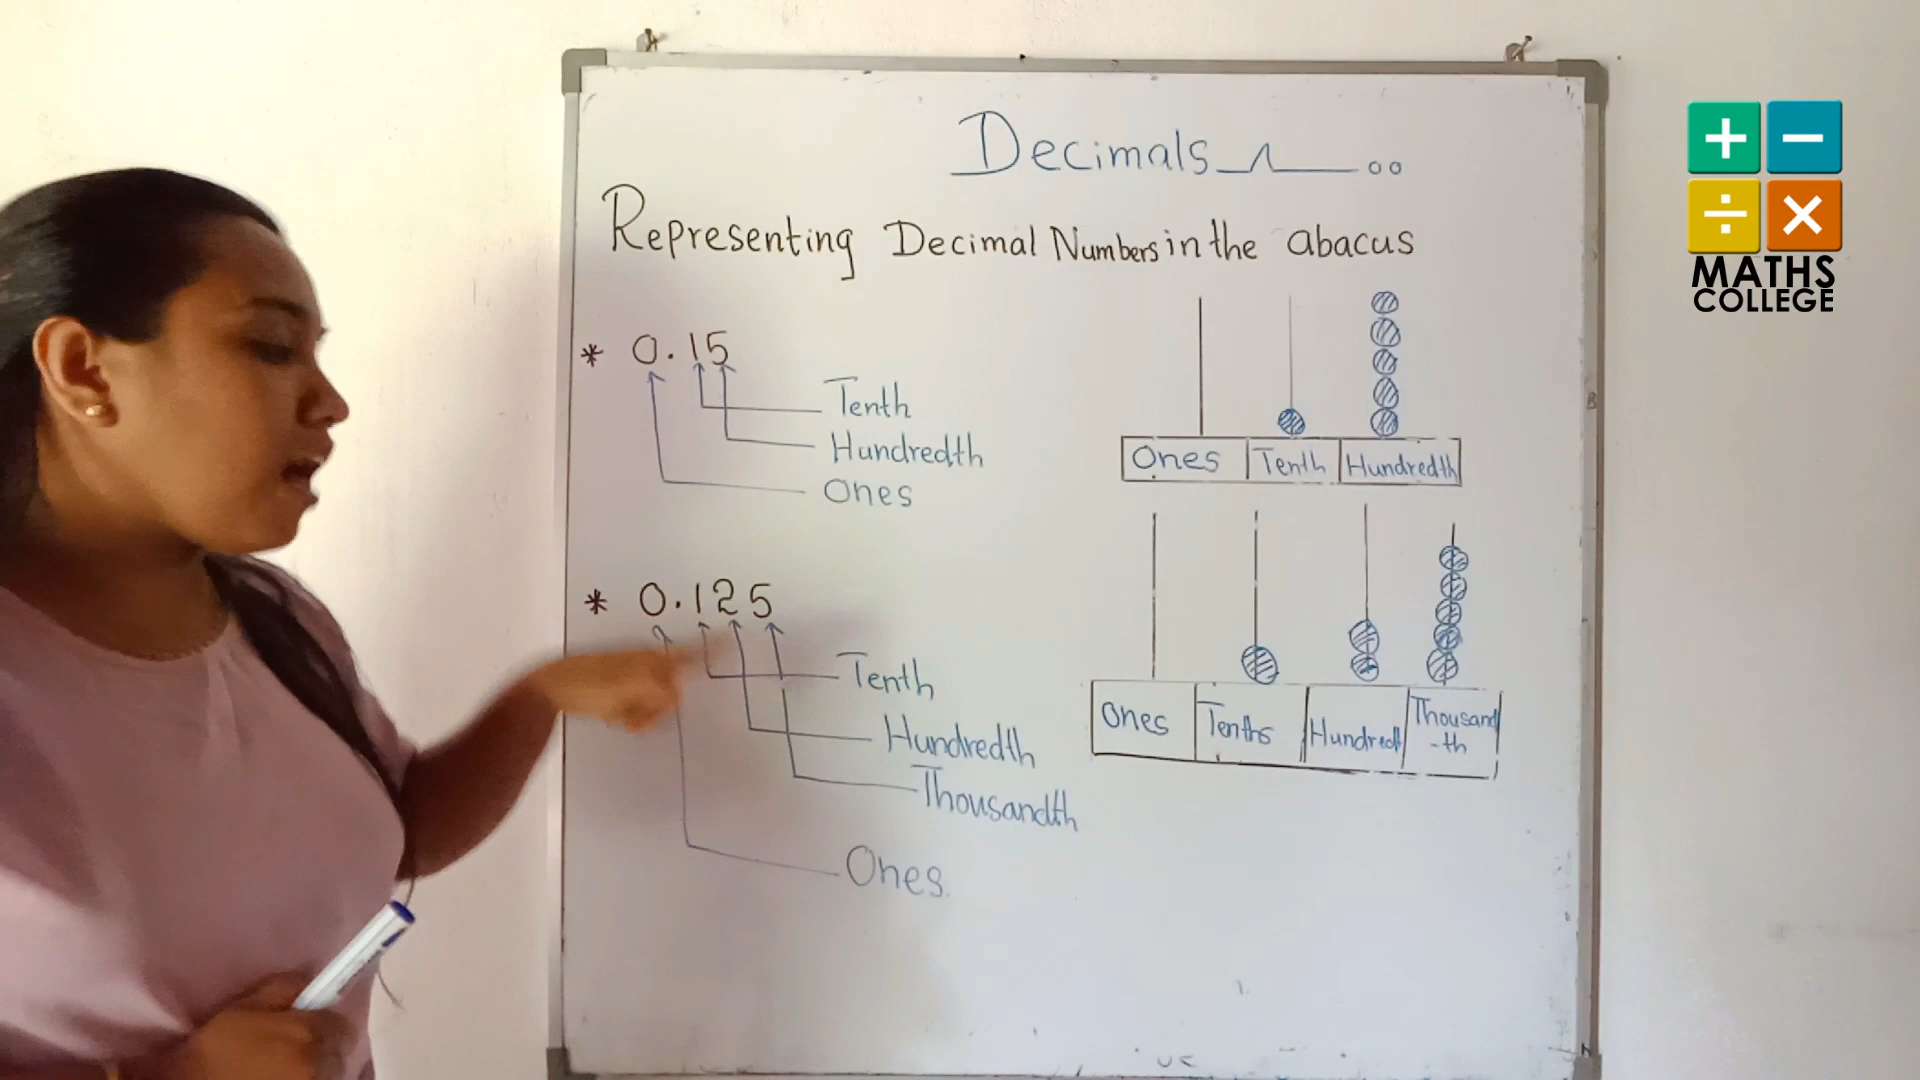 Decimals
Representing Decimal Numbers in the abacus
* 0.15
Tenth
Hundredth
Ones
Ones Tenth Hundredth
* 0.125
Tenth
Hundredth
Thousandth
Ones.
Ones Tenths Hundredth Thousand
-th
+ −
÷ ×
MATHS
COLLEGE